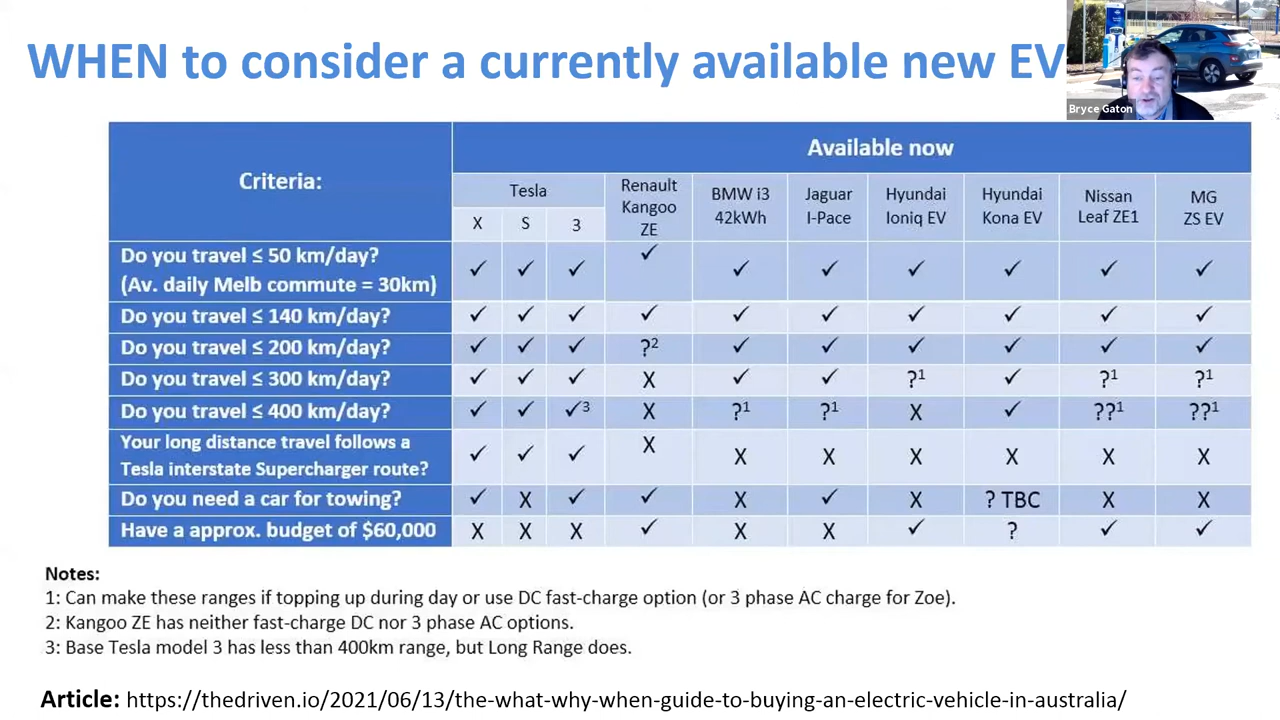 WHEN to consider a currently available new EV
Bryce Gaton
Criteria:
Available now
Tesla
X S 3
Renault
Kangoo
ZE
BMW i3
42kWh
Jaguar
I-Pace
Hyundai
Ioniq EV
Hyundai
Kona EV
Nissan
Leaf ZE1
MG
ZS EV
Do you travel ≤ 50 km/day?
(Av. daily Melb commute = 30km)
✓ ✓ ✓ ✓ ✓ ✓ ✓ ✓ ✓ ✓
Do you travel ≤ 140 km/day? ✓ ✓ ✓ ✓ ✓ ✓ ✓ ✓ ✓ ✓
Do you travel ≤ 200 km/day? ✓ ✓ ✓ ?² ✓ ✓ ✓ ✓ ✓ ✓
Do you travel ≤ 300 km/day? ✓ ✓ ✓ X ✓ ✓ ?¹ ✓ ?¹ ?¹
Do you travel ≤ 400 km/day? ✓ ✓ ✓³ X ?¹ ?¹ X ✓ ??¹ ??¹
Your long distance travel follows a
Tesla interstate Supercharger route?
✓ ✓ ✓ X X X X X X X
Do you need a car for towing? ✓ X ✓ ✓ X ✓ X ? TBC X X
Have a approx. budget of $60,000 X X X ✓ X X ✓ ? ✓ ✓
Notes:
1: Can make these ranges if topping up during day or use DC fast-charge option (or 3 phase AC charge for Zoe).
2: Kangoo ZE has neither fast-charge DC nor 3 phase AC options.
3: Base Tesla model 3 has less than 400km range, but Long Range does.
Article: https://thedriven.io/2021/06/13/the-what-why-when-guide-to-buying-an-electric-vehicle-in-australia/